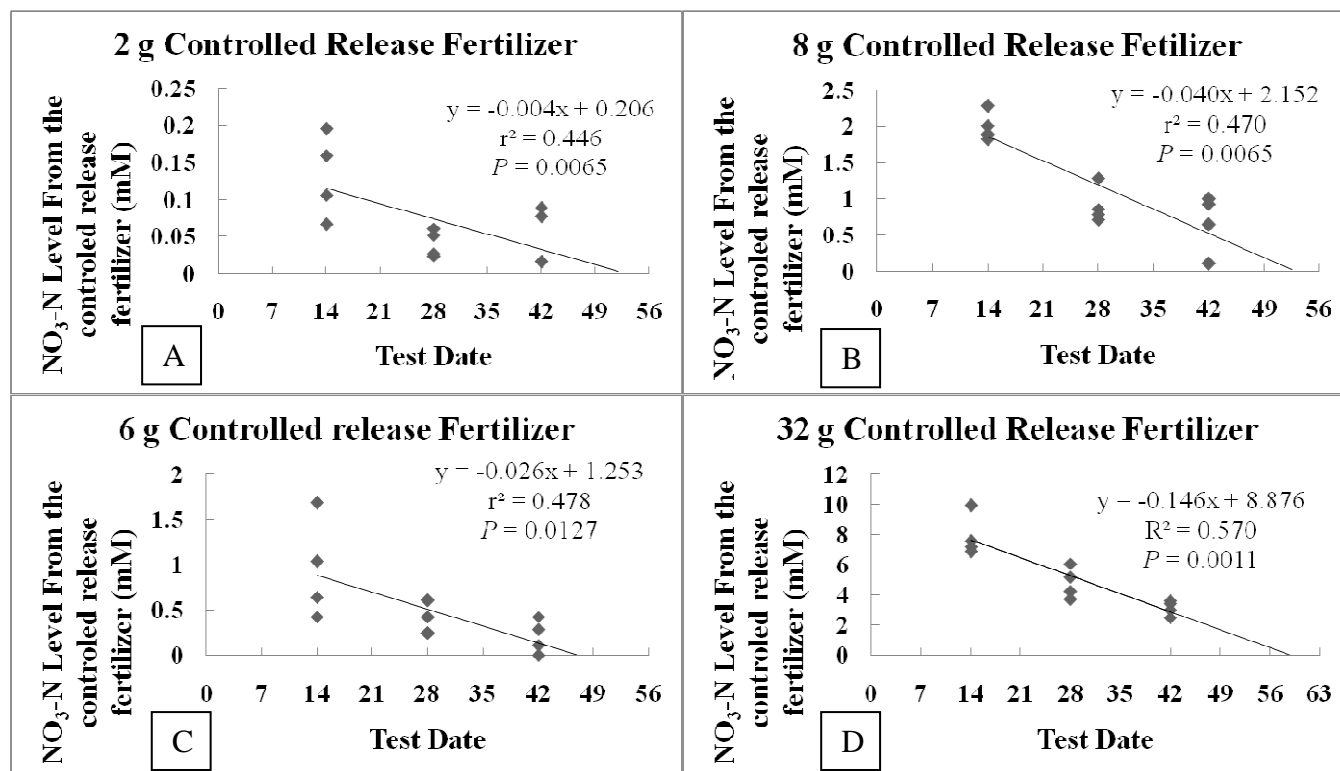 2 g Controlled Release Fertilizer
NO₃-N Level From the
controled release
fertilizer (mM)
0.25
0.2
0.15
0.1
0.05
0
y = -0.004x + 0.206
r² = 0.446
P = 0.0065
0 7 14 21 28 35 42 49 56
Test Date
A
8 g Controlled Release Fetilizer
NO₃-N Level From the
controled release
fertilizer (mM)
2.5
2
1.5
1
0.5
0
y = -0.040x + 2.152
r² = 0.470
P = 0.0065
0 7 14 21 28 35 42 49 56
Test Date
B
6 g Controlled release Fertilizer
NO₃-N Level From the
controled release
fertilizer (mM)
2
1.5
1
0.5
0
y = -0.026x + 1.253
r² = 0.478
P = 0.0127
0 7 14 21 28 35 42 49 56
Test Date
C
32 g Controlled Release Fertilizer
NO₃-N Level From the
controled release
fertilizer (mM)
12
10
8
6
4
2
0
y = -0.146x + 8.876
R² = 0.570
P = 0.0011
0 7 14 21 28 35 42 49 56 63
Test Date
D